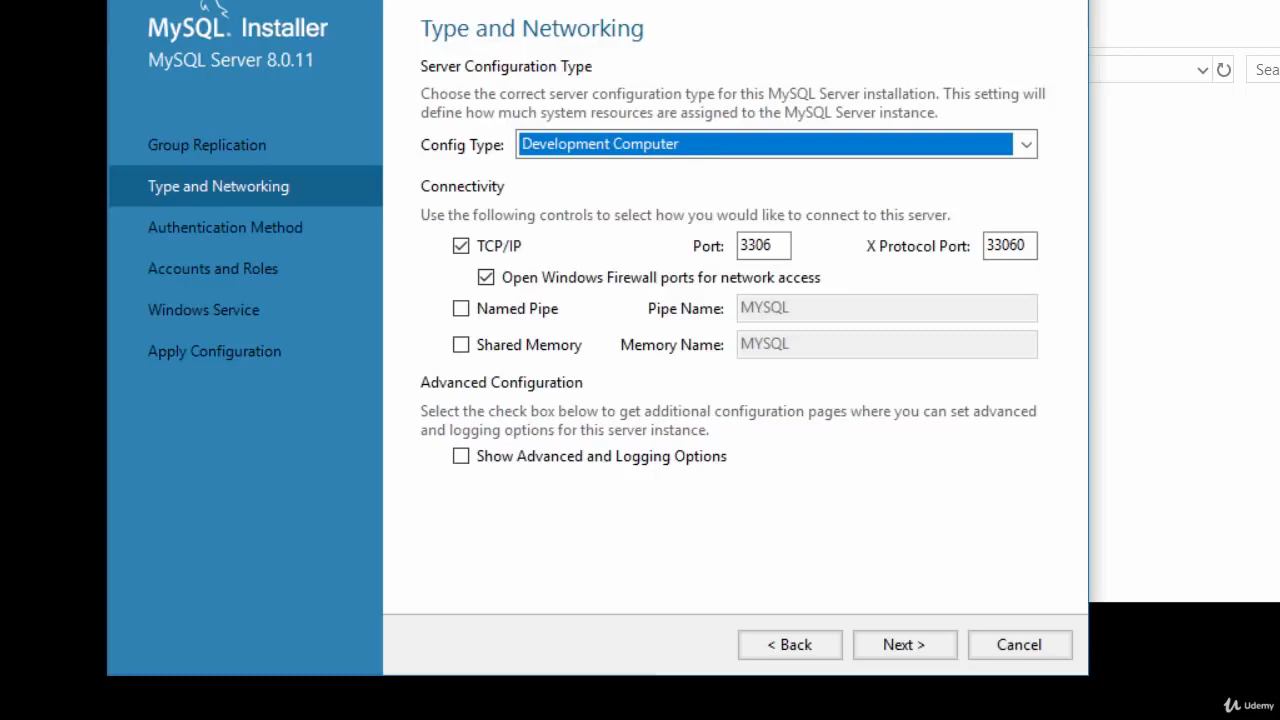 MySQL. Installer
MySQL Server 8.0.11
Group Replication
Type and Networking
Authentication Method
Accounts and Roles
Windows Service
Apply Configuration
Type and Networking
Server Configuration Type
Choose the correct server configuration type for this MySQL Server installation. This setting will
define how much system resources are assigned to the MySQL Server instance.
Config Type: Development Computer
Connectivity
Use the following controls to select how you would like to connect to this server.
TCP/IP Port: 3306 X Protocol Port: 33060
Open Windows Firewall ports for network access
Named Pipe Pipe Name: MYSQL
Shared Memory Memory Name: MYSQL
Advanced Configuration
Select the check box below to get additional configuration pages where you can set advanced
and logging options for this server instance.
Show Advanced and Logging Options
< Back Next > Cancel
Sea
Udemy